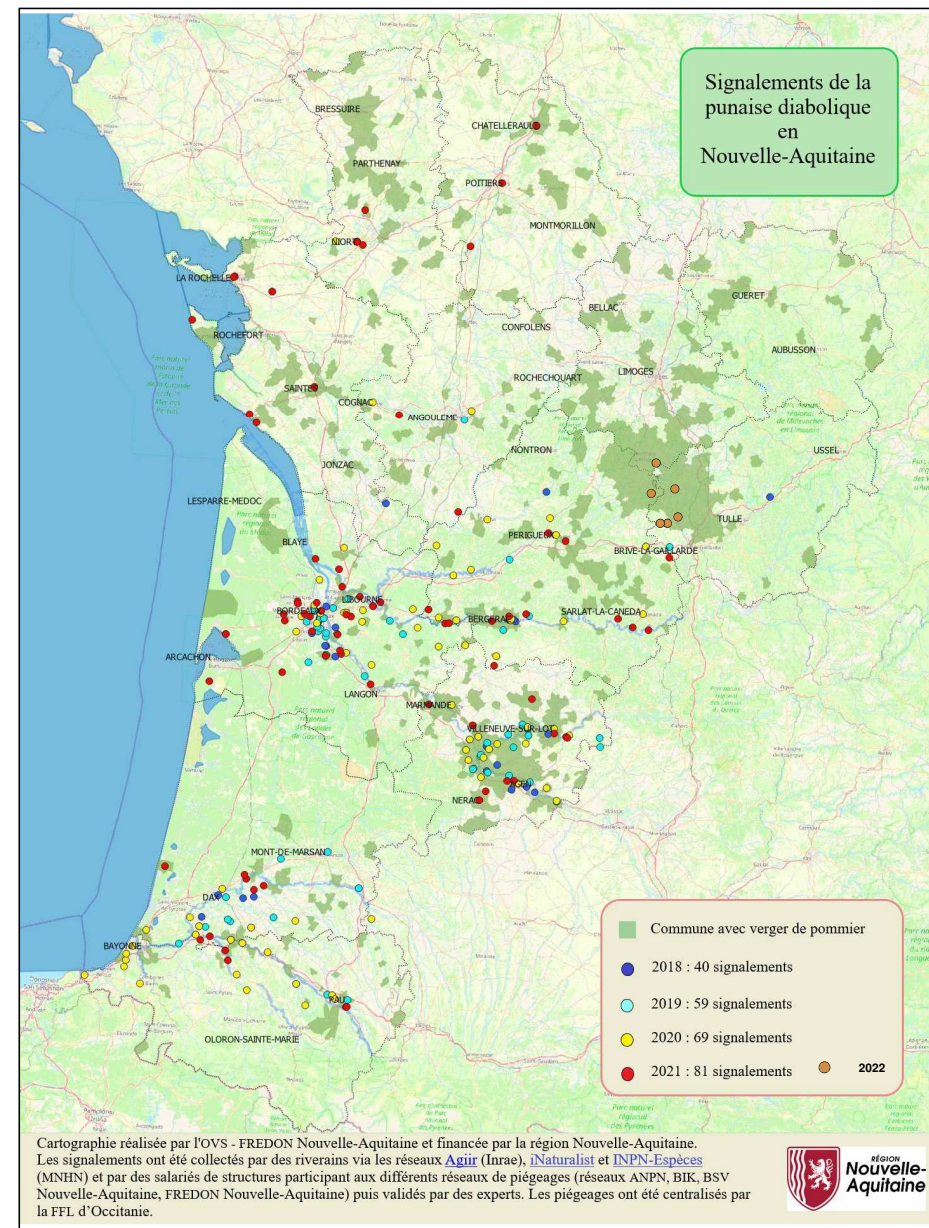 Signalements de la
punaise diabolique
en
Nouvelle-Aquitaine
BRESSUIRE
CHATELLERAULT
PARTHENAY
POITIERS
MONTMORILLON
NIORT
LA ROCHELLE
GUERET
BELLAC
CONFOLENS
ROCHEFORT
AUBUSSON
LIMOGES
ROCHECHOUART
SAINTES
COGNAC
ANGOULEME
NONTRON
USSEL
JONZAC
LESPARRE-MEDOC
TULLE
PERIGUEUX
BLAYE
BRIVE-LA-GAILLARDE
LIBOURNE
BORDEAUX
SARLAT-LA-CANEDA
BERGERAC
ARCACHON
LANGON
MARMANDE
VILLENEUVE-SUR-LOT
AGEN
NERAC
MONT-DE-MARSAN
DAX
BAYONNE
PAU
OLORON-SAINTE-MARIE
Commune avec verger de pommier
2018 : 40 signalements
2019 : 59 signalements
2020 : 69 signalements
2021 : 81 signalements
2022
Cartographie réalisée par l'OVS - FREDON Nouvelle-Aquitaine et financée par la région Nouvelle-Aquitaine.
Les signalements ont été collectés par des riverains via les réseaux Agiir (Inrae), iNaturalist et INPN-Espèces
(MNHN) et par des salariés de structures participant aux différents réseaux de piégeages (réseaux ANPN, BIK, BSV
Nouvelle-Aquitaine, FREDON Nouvelle-Aquitaine) puis validés par des experts. Les piégeages ont été centralisés par
la FFL d'Occitanie.
RÉGION
Nouvelle-
Aquitaine